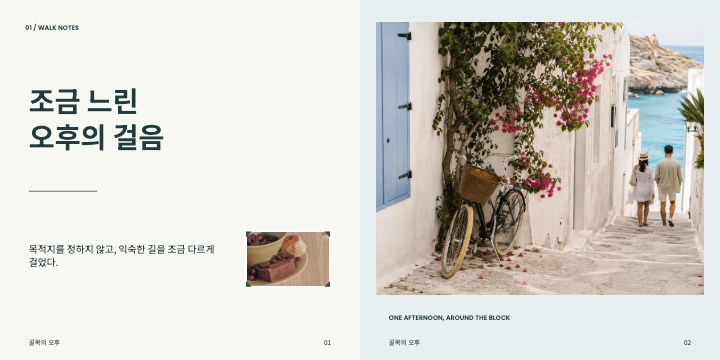 01 / WALK NOTES
조금 느린
오후의 걸음
목적지를 정하지 않고, 익숙한 길을 조금 다르게
걸었다.
골목의 오후
01
ONE AFTERNOON, AROUND THE BLOCK
골목의 오후
02